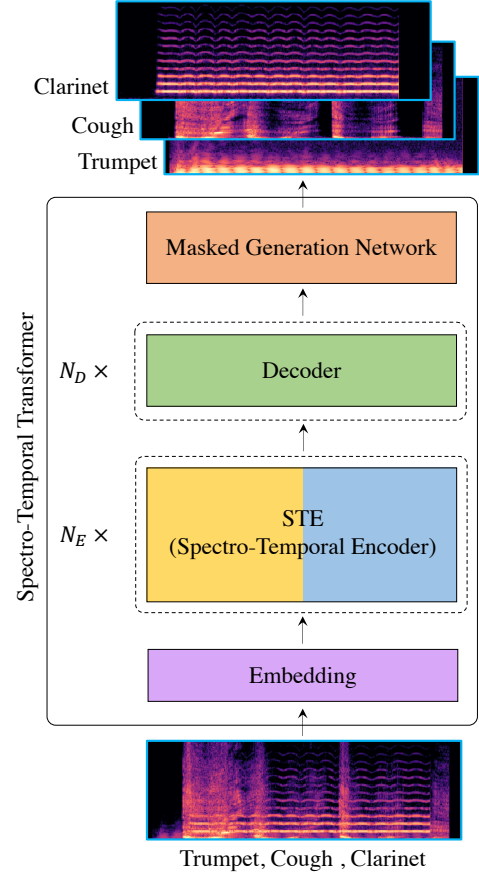 Clarinet
Cough
Trumpet
Masked Generation Network
Decoder
N_D ×
STE
(Spectro-Temporal Encoder)
N_E ×
Embedding
Spectro-Temporal Transformer
Trumpet, Cough , Clarinet